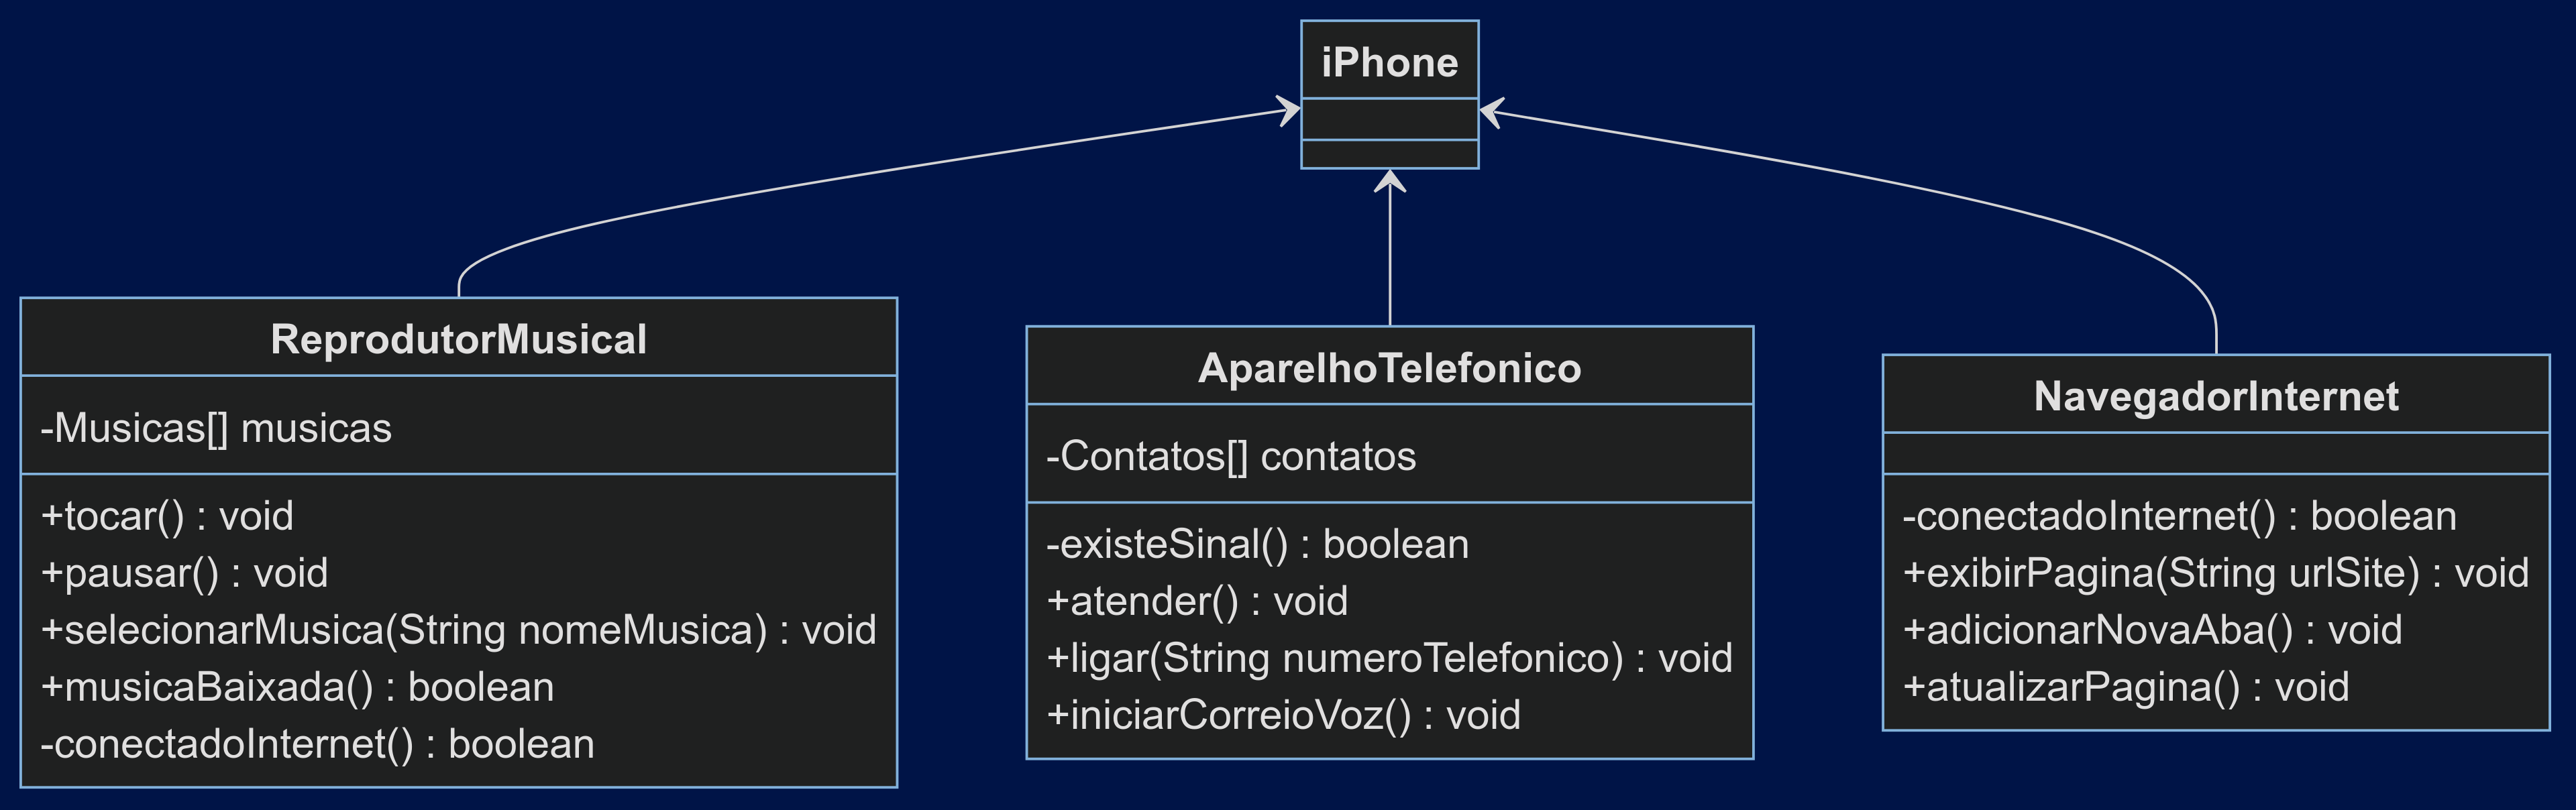 iPhone
ReprodutorMusical
-Musicas[] musicas
+tocar() : void
+pausar() : void
+selecionarMusica(String nomeMusica) : void
+musicaBaixada() : boolean
-conectadoInternet() : boolean
AparelhoTelefonico
-Contatos[] contatos
-existeSinal() : boolean
+atender() : void
+ligar(String numeroTelefonico) : void
+iniciarCorreioVoz() : void
NavegadorInternet
-conectadoInternet() : boolean
+exibirPagina(String urlSite) : void
+adicionarNovaAba() : void
+atualizarPagina() : void